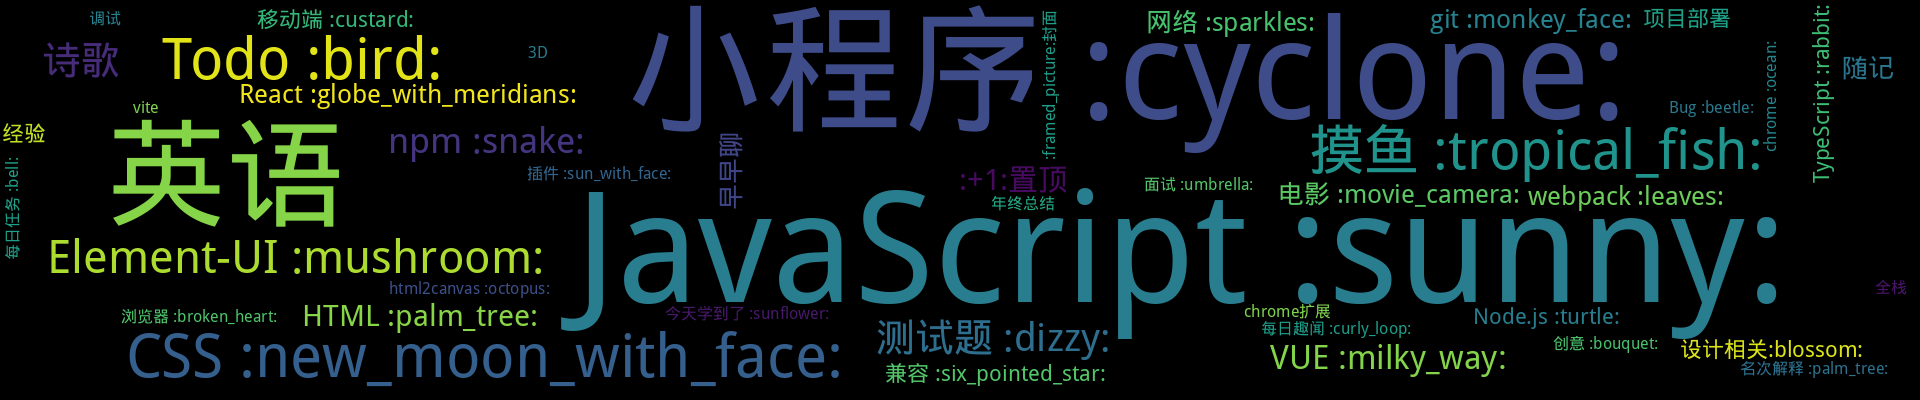 调试
移动端 :custard:
诗歌
Todo :bird:
3D
小程序 :cyclone:
:framed_picture:封面
网络 :sparkles:
git :monkey_face:
项目部署
TypeScript :rabbit:
随记
React :globe_with_meridians:
vite
经验
英语
npm :snake:
chrome :ocean:
Bug :beetle:
摸鱼 :tropical_fish:
每日任务 :bell:
插件 :sun_with_face:
早早聊
:+1:置顶
年终总结
面试 :umbrella:
电影 :movie_camera:
webpack :leaves:
JavaScript :sunny:
Element-UI :mushroom:
html2canvas :octopus:
全栈
浏览器 :broken_heart:
HTML :palm_tree:
今天学到了 :sunflower:
chrome扩展
每日趣闻 :curly_loop:
Node.js :turtle:
CSS :new_moon_with_face:
测试题 :dizzy:
兼容 :six_pointed_star:
VUE :milky_way:
创意 :bouquet:
设计相关:blossom:
名次解释 :palm_tree: